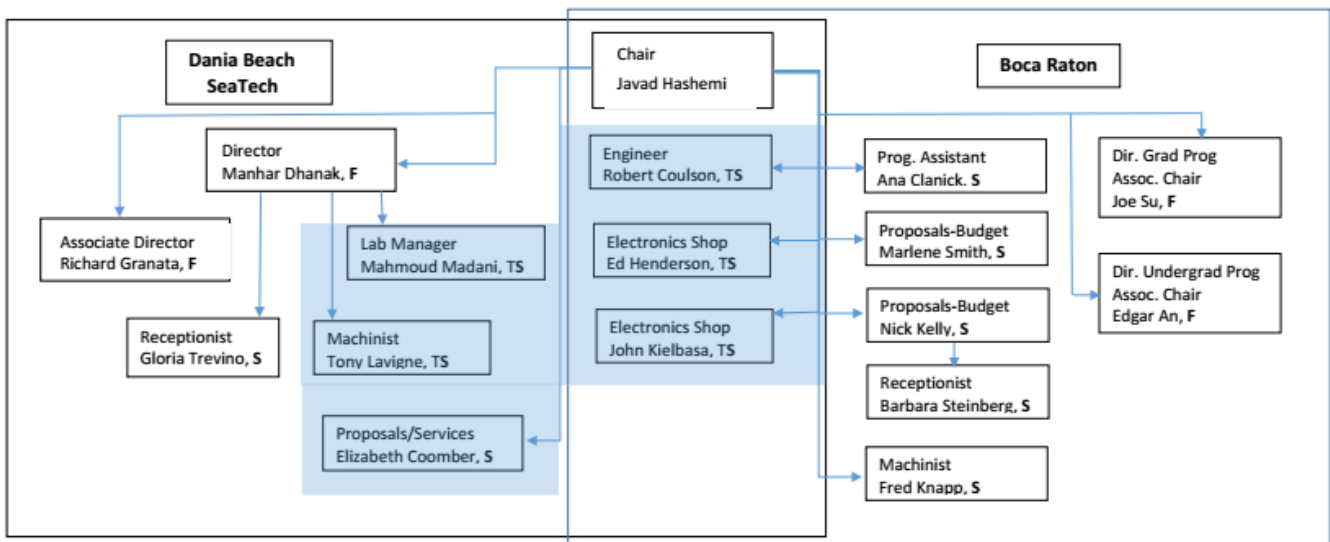 Dania Beach
SeaTech
Chair
Javad Hashemi
Boca Raton
Director
Manhar Dhanak, F
Engineer
Robert Coulson, TS
Prog. Assistant
Ana Clanick. S
Dir. Grad Prog
Assoc. Chair
Joe Su, F
Associate Director
Richard Granata, F
Lab Manager
Mahmoud Madani, TS
Electronics Shop
Ed Henderson, TS
Proposals-Budget
Marlene Smith, S
Dir. Undergrad Prog
Assoc. Chair
Edgar An, F
Receptionist
Gloria Trevino, S
Machinist
Tony Lavigne, TS
Electronics Shop
John Kielbasa, TS
Proposals-Budget
Nick Kelly, S
Receptionist
Barbara Steinberg, S
Proposals/Services
Elizabeth Coomber, S
Machinist
Fred Knapp, S